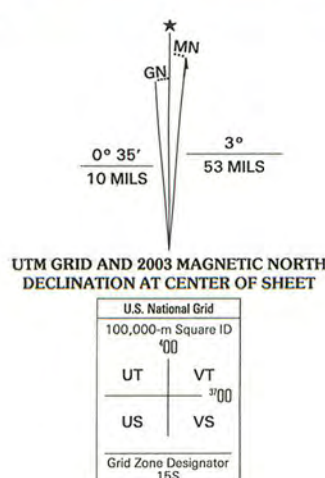 ★
MN
GN
0° 35′
10 MILS
3°
53 MILS
UTM GRID AND 2003 MAGNETIC NORTH
DECLINATION AT CENTER OF SHEET
U.S. National Grid
100,000-m Square ID
⁴00
UT VT
³⁷00
US VS
Grid Zone Designator
15S